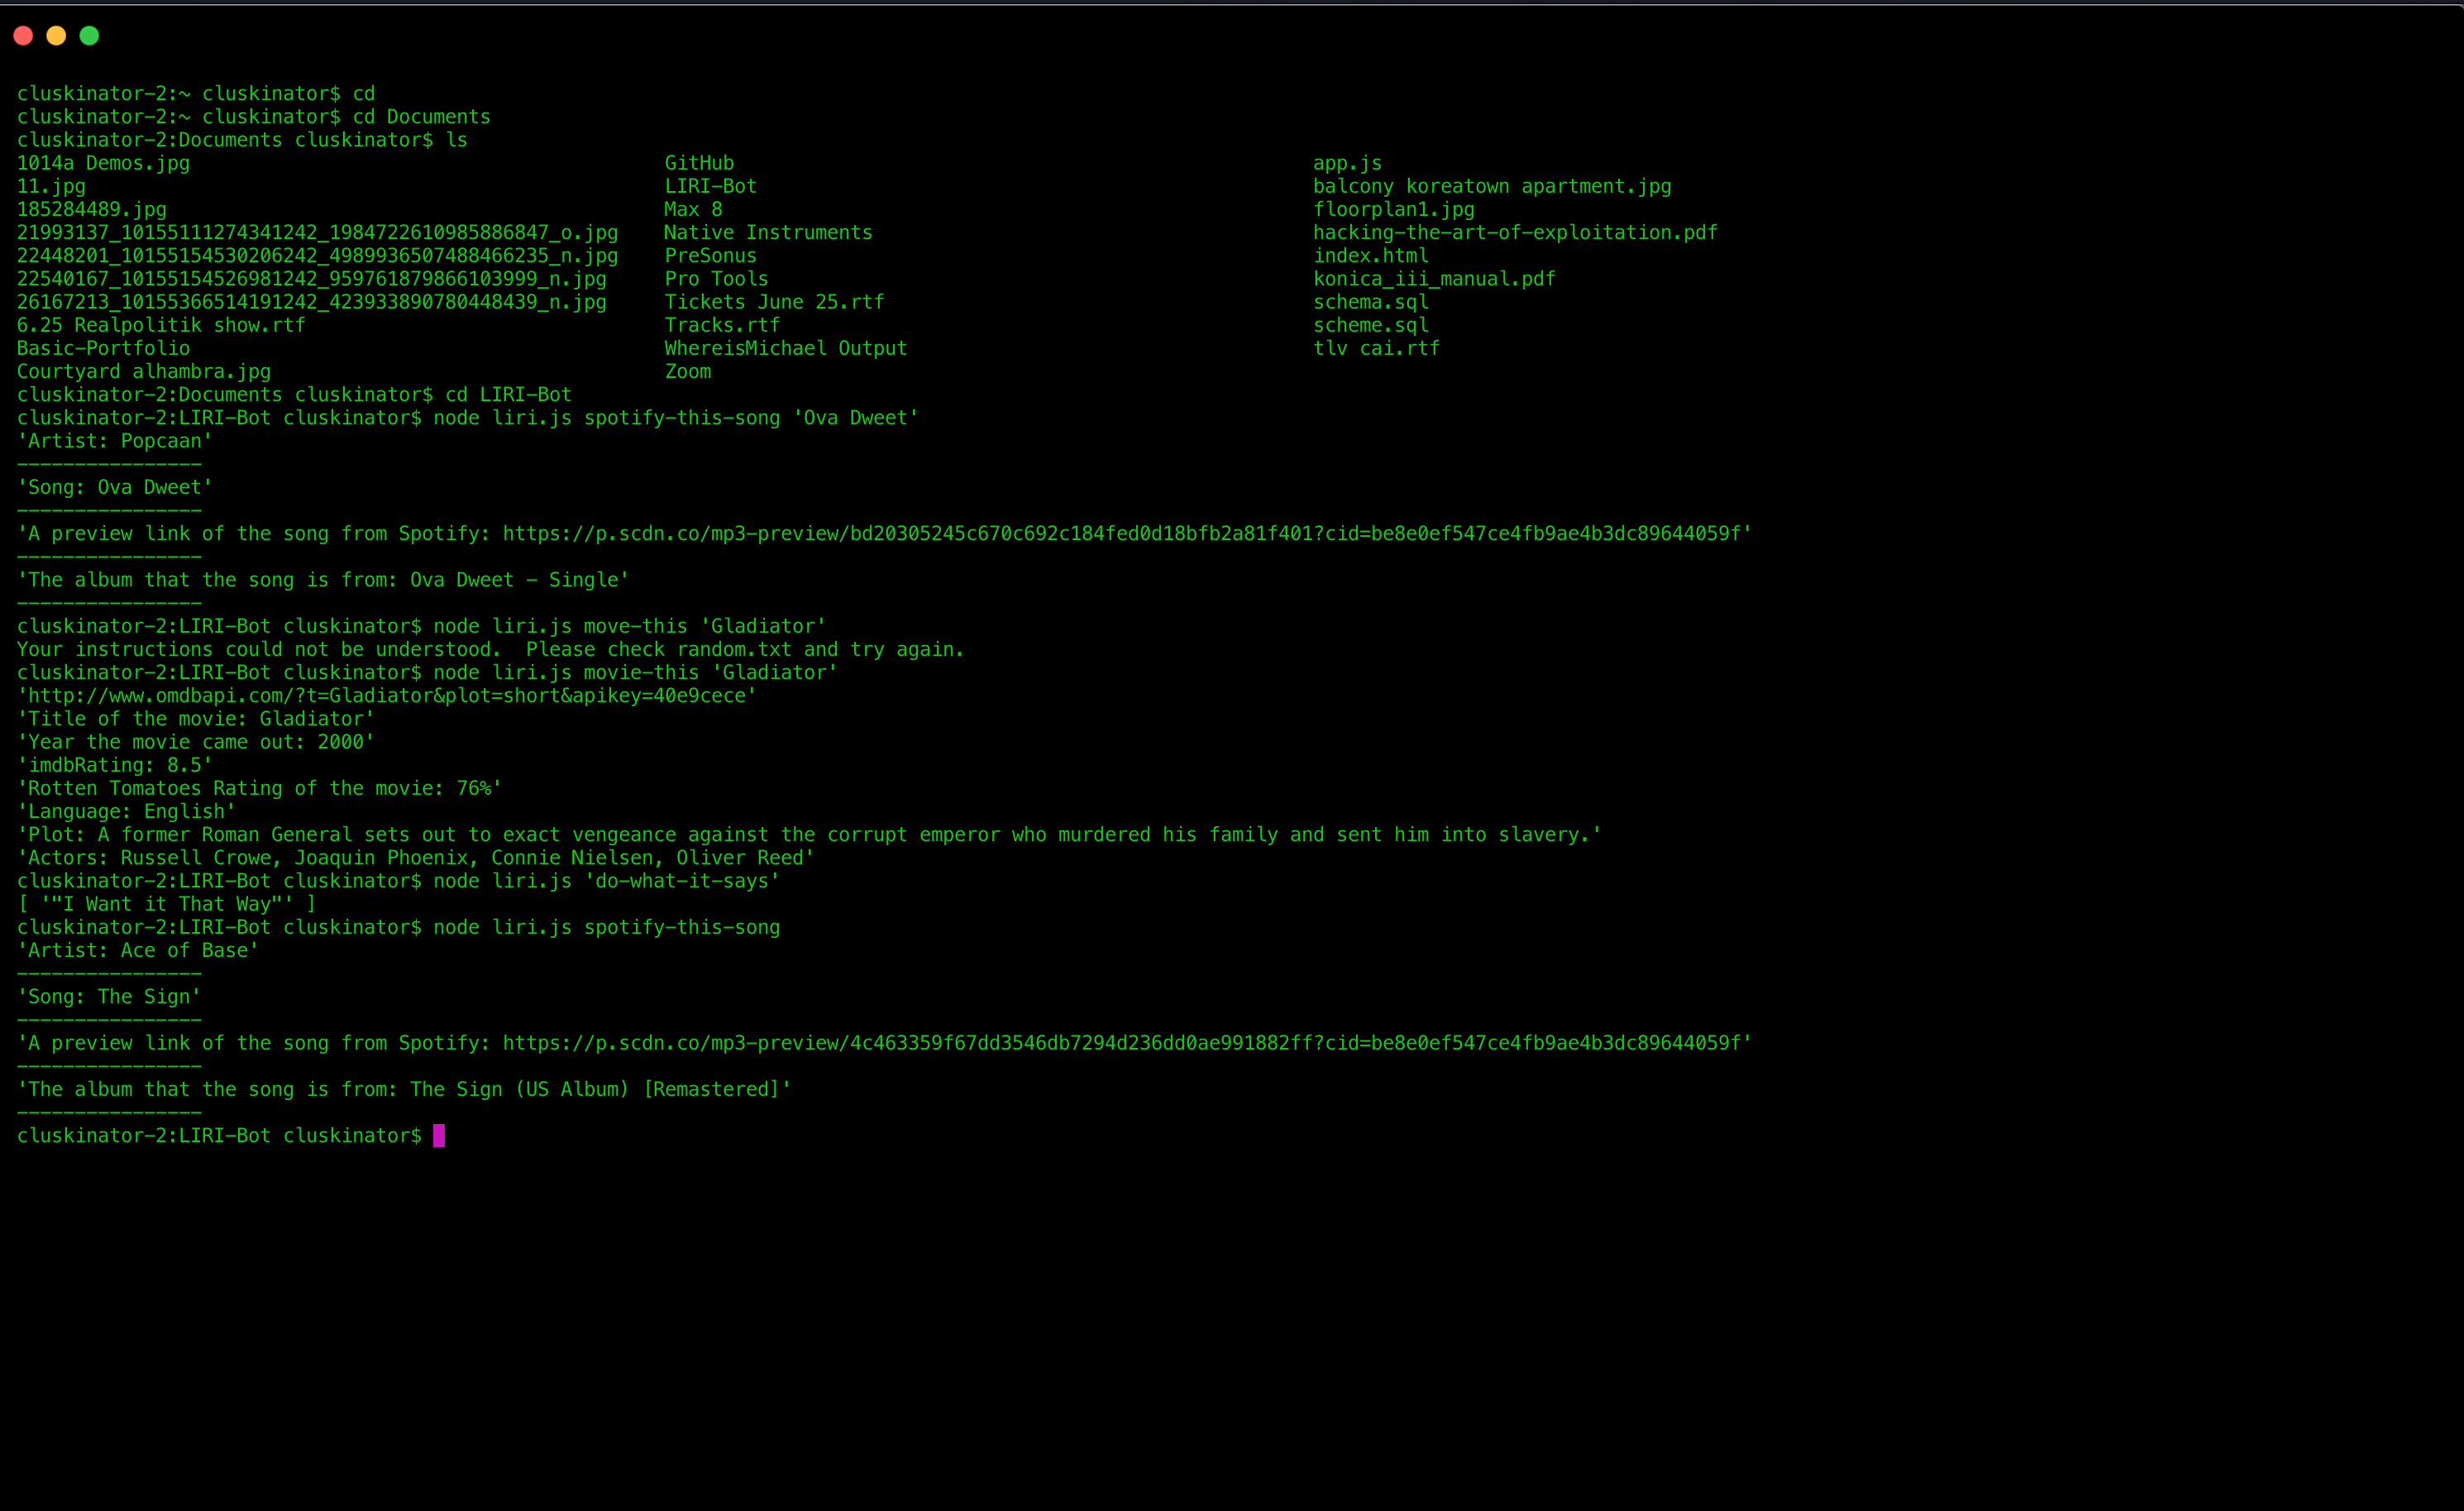 cluskinator-2:~ cluskinator$ cd
cluskinator-2:~ cluskinator$ cd Documents
cluskinator-2:Documents cluskinator$ ls
1014a Demos.jpg GitHub app.js
11.jpg LIRI-Bot balcony koreatown apartment.jpg
185284489.jpg Max 8 floorplan1.jpg
21993137_10155111274341242_1984722610985886847_o.jpg Native Instruments hacking-the-art-of-exploitation.pdf
22448201_10155154530206242_4989936507488466235_n.jpg PreSonus index.html
22540167_10155154526981242_959761879866103999_n.jpg Pro Tools konica_iii_manual.pdf
26167213_10155366514191242_423933890780448439_n.jpg Tickets June 25.rtf schema.sql
6.25 Realpolitik show.rtf Tracks.rtf scheme.sql
Basic-Portfolio WhereisMichael Output tlv cai.rtf
Courtyard alhambra.jpg Zoom
cluskinator-2:Documents cluskinator$ cd LIRI-Bot
cluskinator-2:LIRI-Bot cluskinator$ node liri.js spotify-this-song 'Ova Dweet'
'Artist: Popcaan'
----------------
'Song: Ova Dweet'
----------------
'A preview link of the song from Spotify: https://p.scdn.co/mp3-preview/bd20305245c670c692c184fed0d18bfb2a81f401?cid=be8e0ef547ce4fb9ae4b3dc89644059f'
----------------
'The album that the song is from: Ova Dweet - Single'
----------------
cluskinator-2:LIRI-Bot cluskinator$ node liri.js move-this 'Gladiator'
Your instructions could not be understood.  Please check random.txt and try again.
cluskinator-2:LIRI-Bot cluskinator$ node liri.js movie-this 'Gladiator'
'http://www.omdbapi.com/?t=Gladiator&plot=short&apikey=40e9cece'
'Title of the movie: Gladiator'
'Year the movie came out: 2000'
'imdbRating: 8.5'
'Rotten Tomatoes Rating of the movie: 76%'
'Language: English'
'Plot: A former Roman General sets out to exact vengeance against the corrupt emperor who murdered his family and sent him into slavery.'
'Actors: Russell Crowe, Joaquin Phoenix, Connie Nielsen, Oliver Reed'
cluskinator-2:LIRI-Bot cluskinator$ node liri.js 'do-what-it-says'
[ '"I Want it That Way"' ]
cluskinator-2:LIRI-Bot cluskinator$ node liri.js spotify-this-song
'Artist: Ace of Base'
----------------
'Song: The Sign'
----------------
'A preview link of the song from Spotify: https://p.scdn.co/mp3-preview/4c463359f67dd3546db7294d236dd0ae991882ff?cid=be8e0ef547ce4fb9ae4b3dc89644059f'
----------------
'The album that the song is from: The Sign (US Album) [Remastered]'
----------------
cluskinator-2:LIRI-Bot cluskinator$